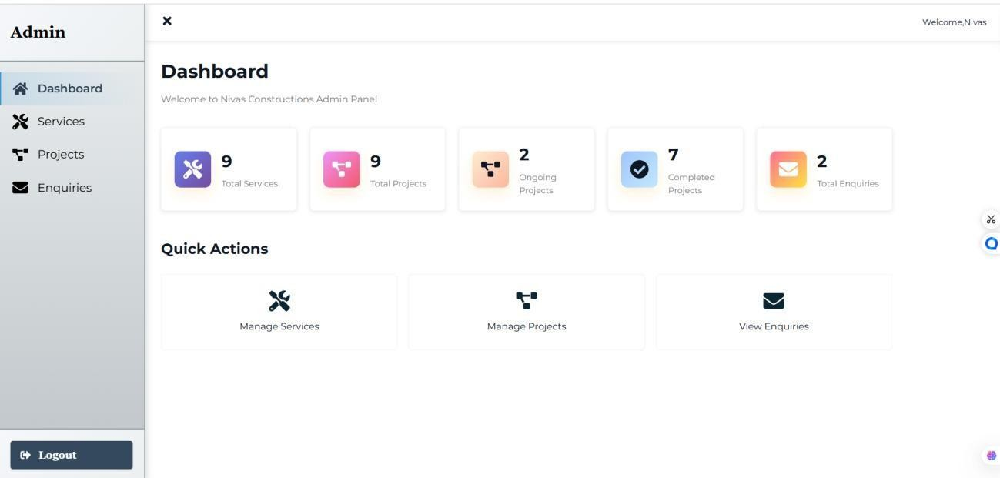 Admin
Welcome,Nivas
Dashboard
Services
Projects
Enquiries
Logout
Dashboard
Welcome to Nivas Constructions Admin Panel
9
Total Services
9
Total Projects
2
Ongoing
Projects
7
Completed
Projects
2
Total Enquiries
Quick Actions
Manage Services
Manage Projects
View Enquiries